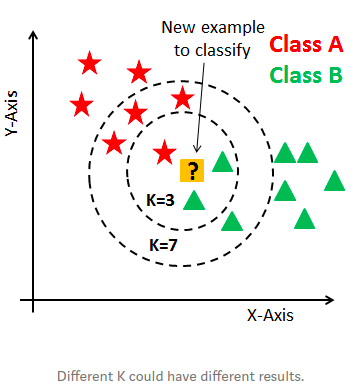 New example
to classify
Class A
Class B
Y-Axis
?
K=3
K=7
X-Axis
Different K could have different results.